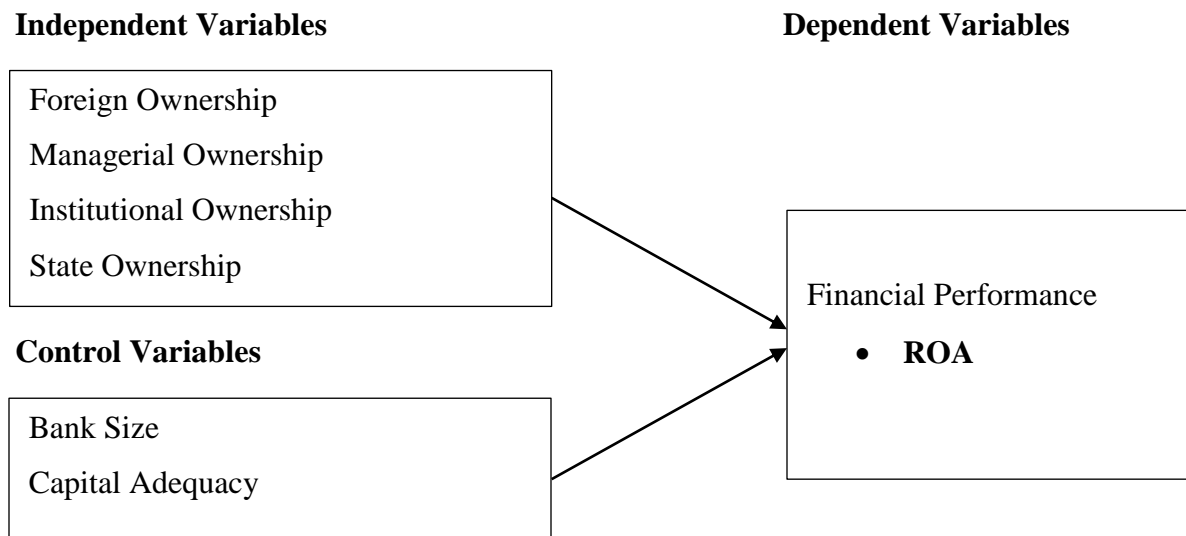 Independent Variables
Dependent Variables
Foreign Ownership
Managerial Ownership
Institutional Ownership
State Ownership
Financial Performance
• ROA
Control Variables
Bank Size
Capital Adequacy